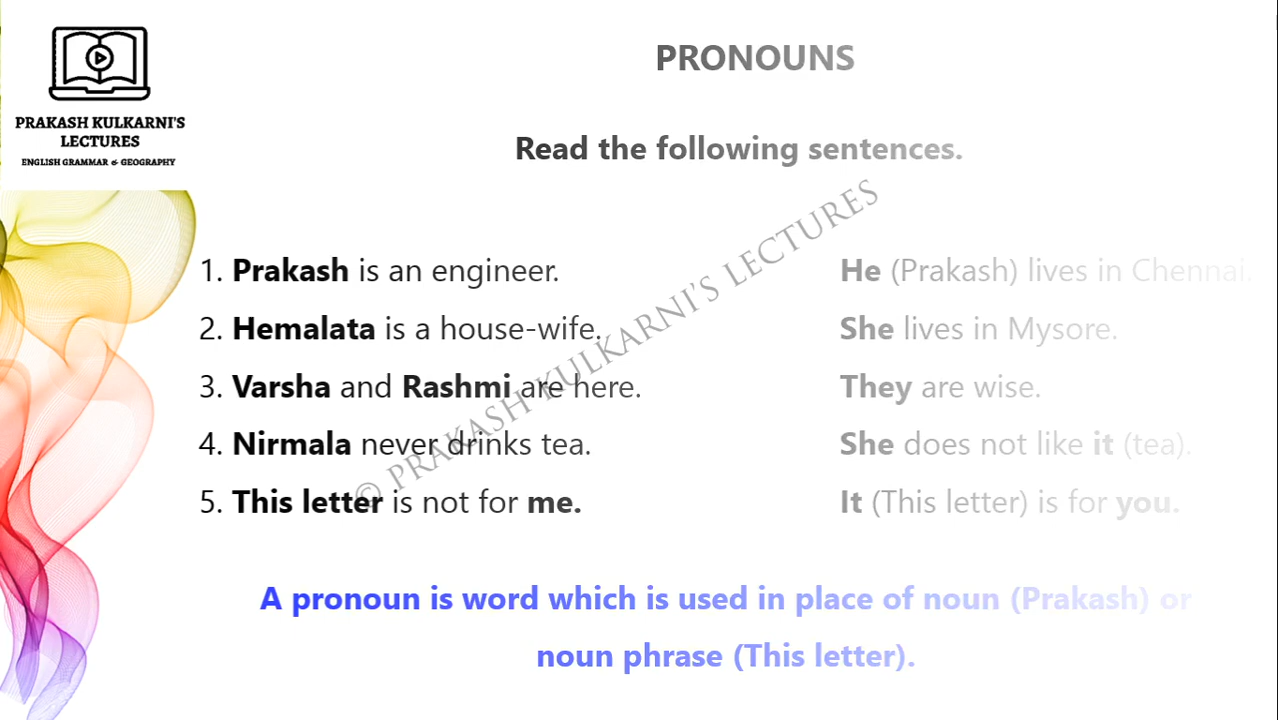 PRAKASH KULKARNI'S
LECTURES
ENGLISH GRAMMAR & GEOGRAPHY
PRONOUNS
Read the following sentences.
1. Prakash is an engineer. He (Prakash) lives in Chennai.
2. Hemalata is a house-wife. She lives in Mysore.
3. Varsha and Rashmi are here. They are wise.
4. Nirmala never drinks tea. She does not like it (tea).
5. This letter is not for me. It (This letter) is for you.
© PRAKASH KULKARNI'S LECTURES
A pronoun is word which is used in place of noun (Prakash) or
noun phrase (This letter).